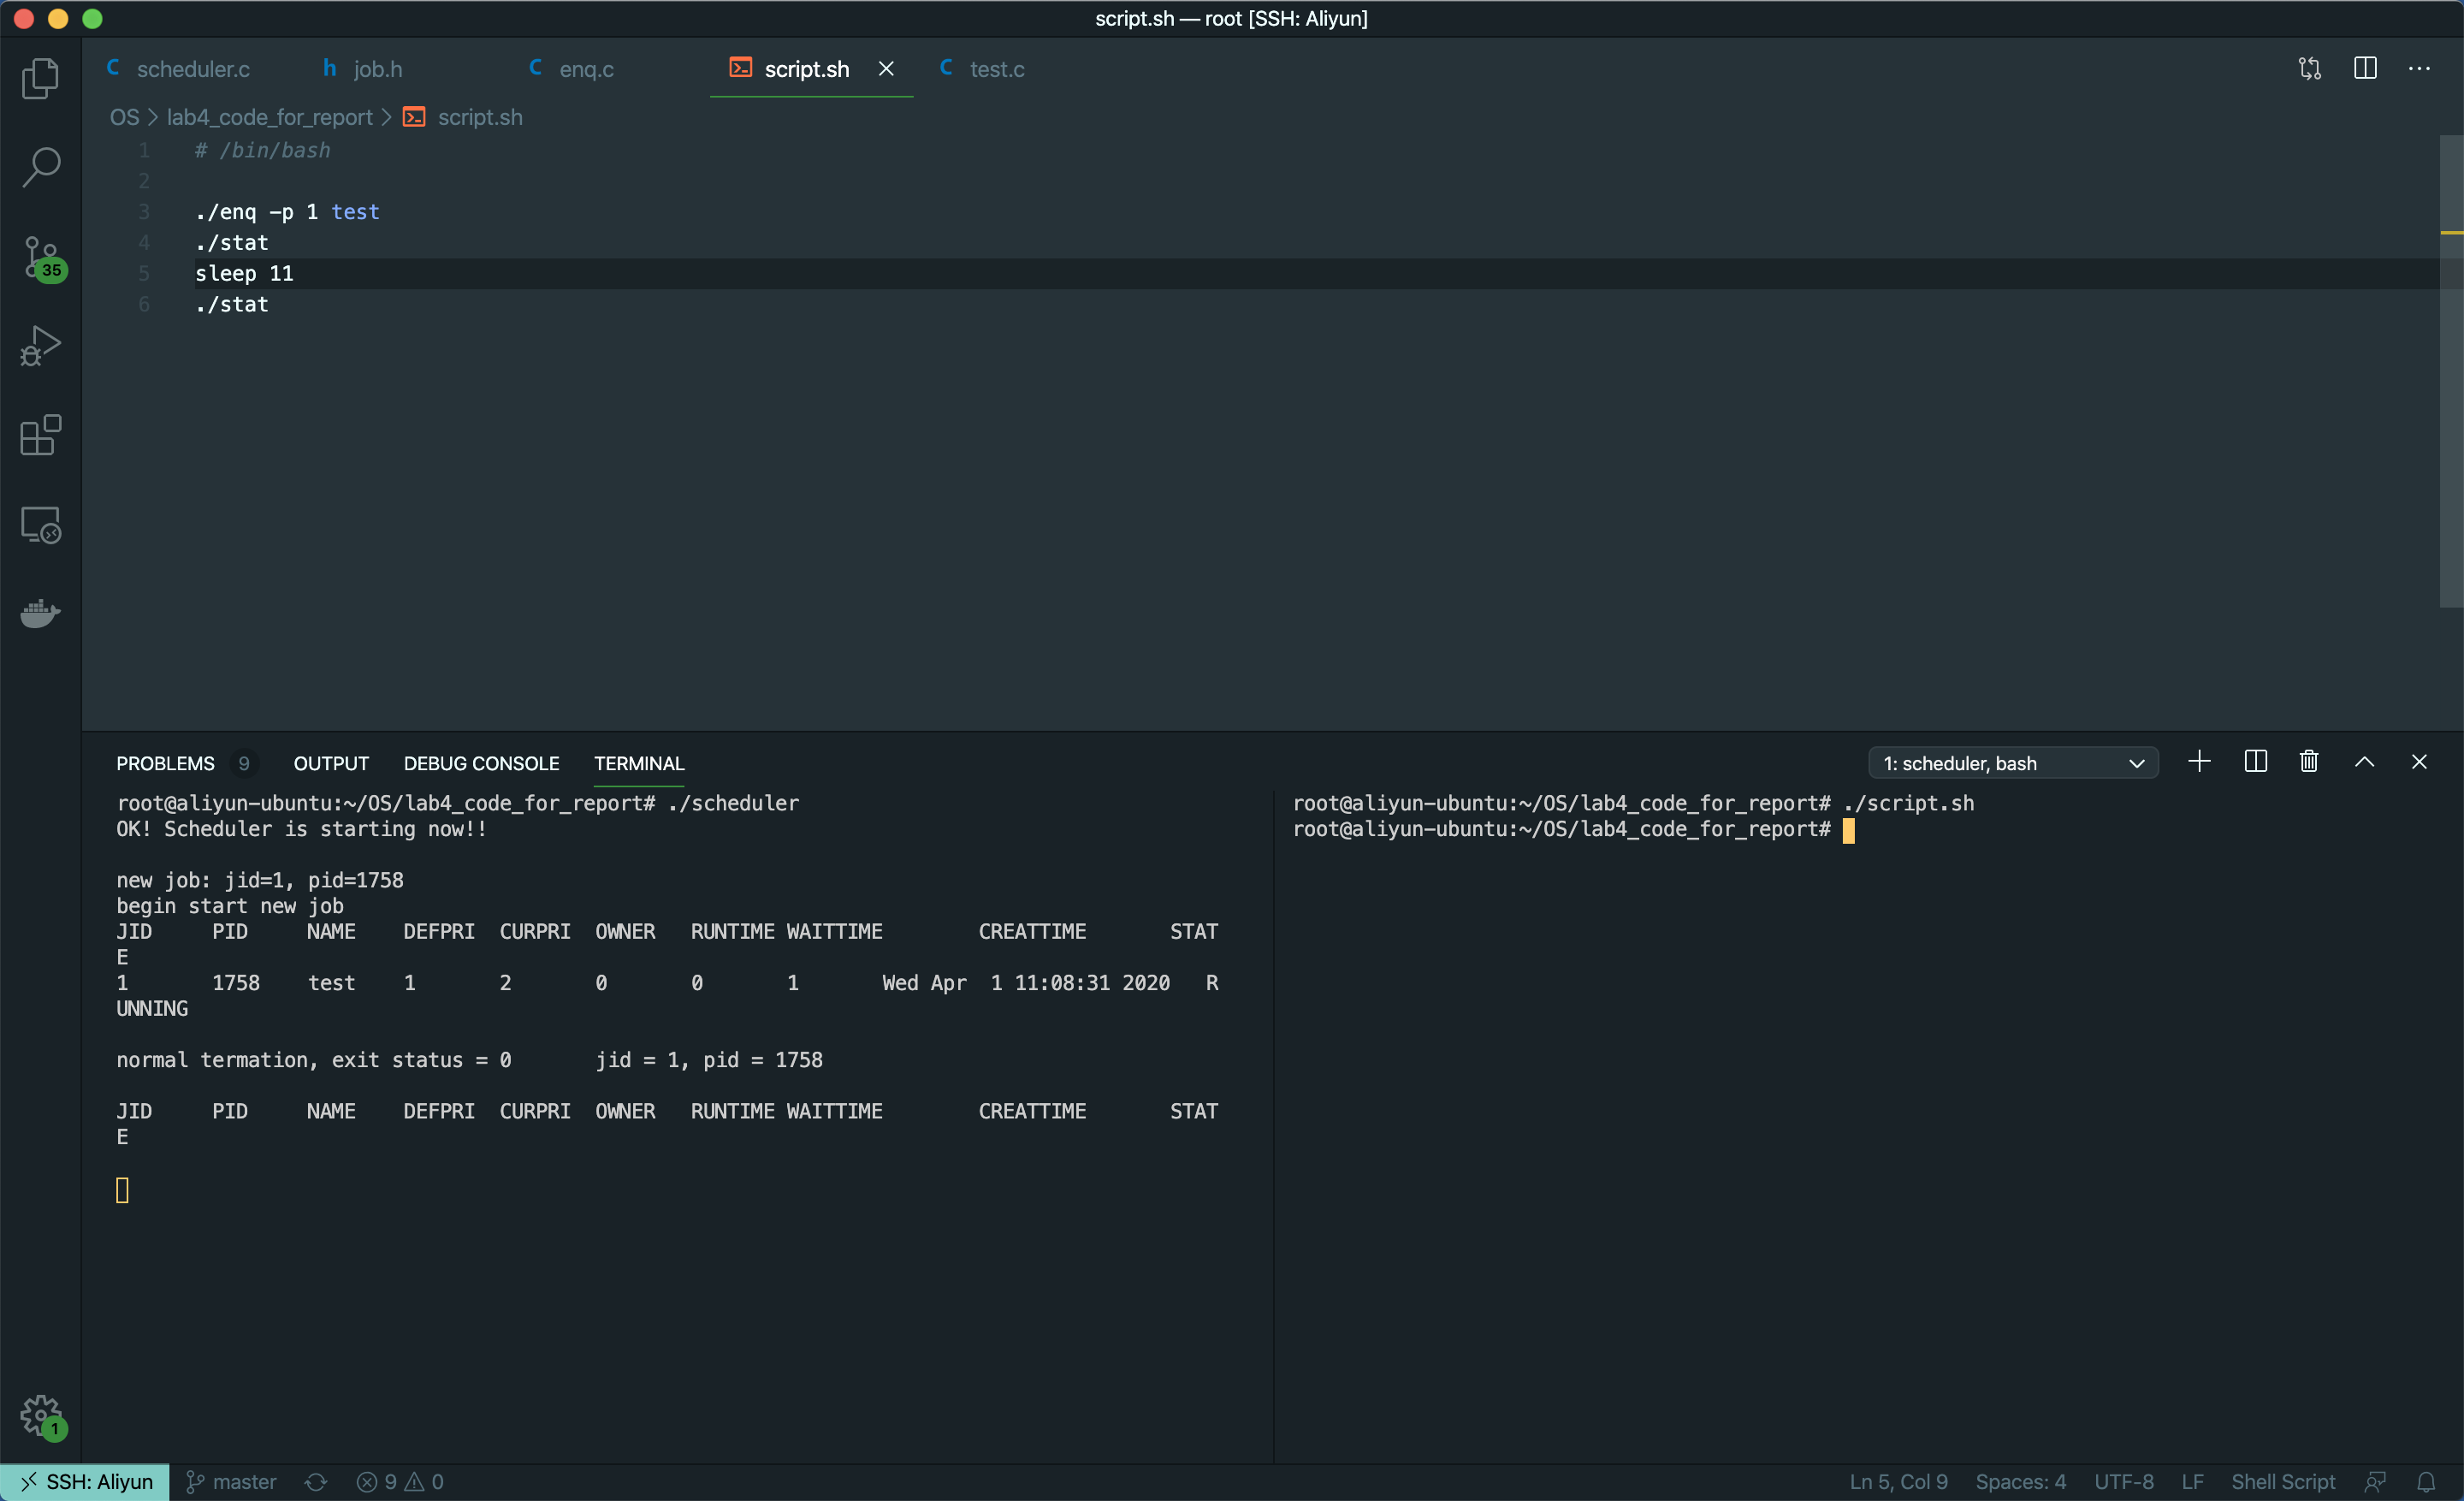 script.sh — root [SSH: Aliyun]
scheduler.c job.h enq.c script.sh test.c
OS > lab4_code_for_report > script.sh
1 # /bin/bash
2
3 ./enq -p 1 test
4 ./stat
5 sleep 11
6 ./stat
35
PROBLEMS 9 OUTPUT DEBUG CONSOLE TERMINAL 1: scheduler, bash
root@aliyun-ubuntu:~/OS/lab4_code_for_report# ./scheduler
OK! Scheduler is starting now!!
new job: jid=1, pid=1758
begin start new job
JID PID NAME DEFPRI CURPRI OWNER RUNTIME WAITTIME CREATTIME STAT
E
1 1758 test 1 2 0 0 1 Wed Apr 1 11:08:31 2020 R
UNNING
normal termation, exit status = 0 jid = 1, pid = 1758
JID PID NAME DEFPRI CURPRI OWNER RUNTIME WAITTIME CREATTIME STAT
E
root@aliyun-ubuntu:~/OS/lab4_code_for_report# ./script.sh
root@aliyun-ubuntu:~/OS/lab4_code_for_report#
1
SSH: Aliyun master 9 0 Ln 5, Col 9 Spaces: 4 UTF-8 LF Shell Script